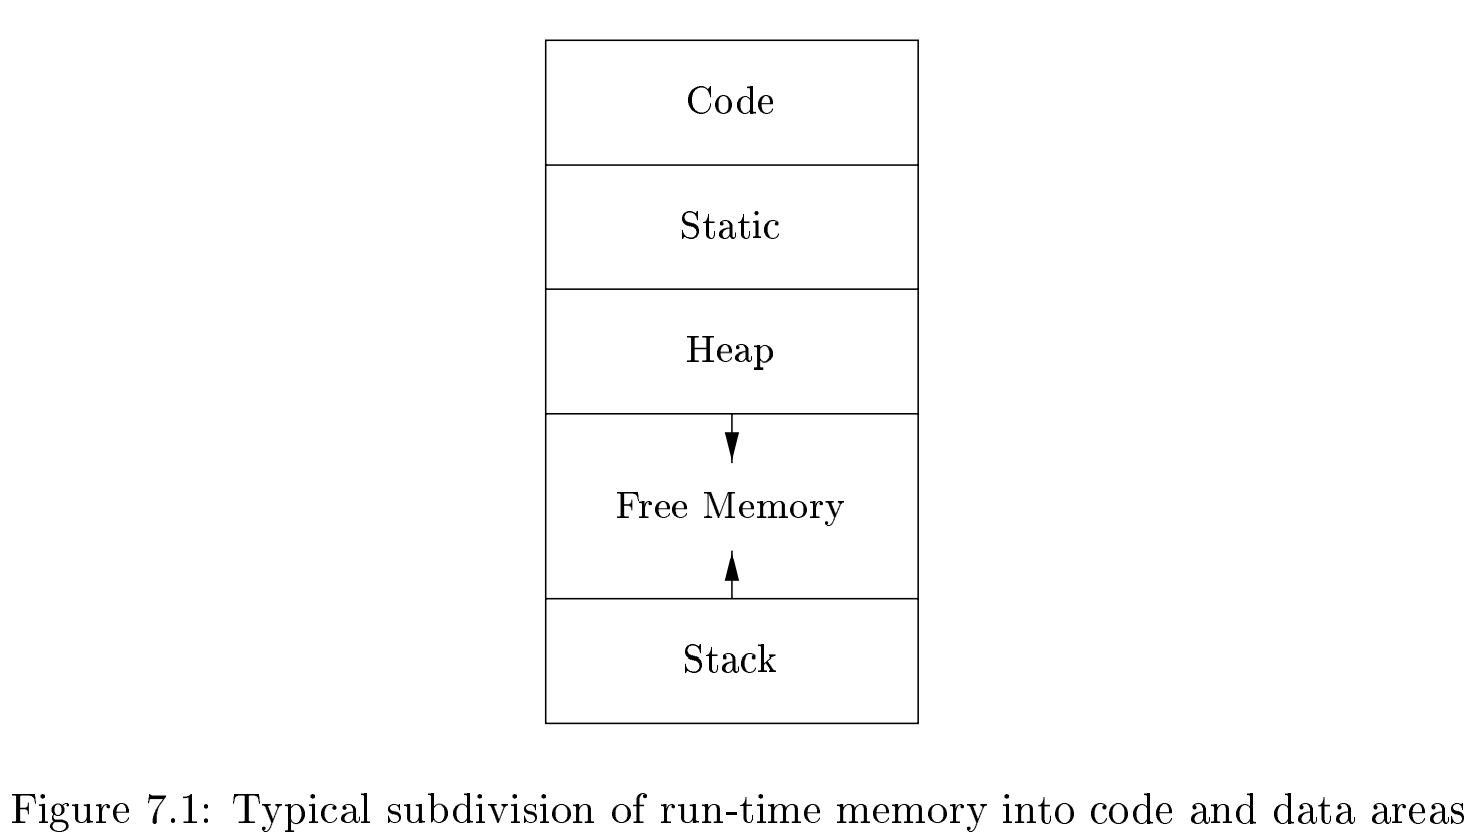 Code
Static
Heap
Free Memory
Stack
Figure 7.1: Typical subdivision of run-time memory into code and data areas